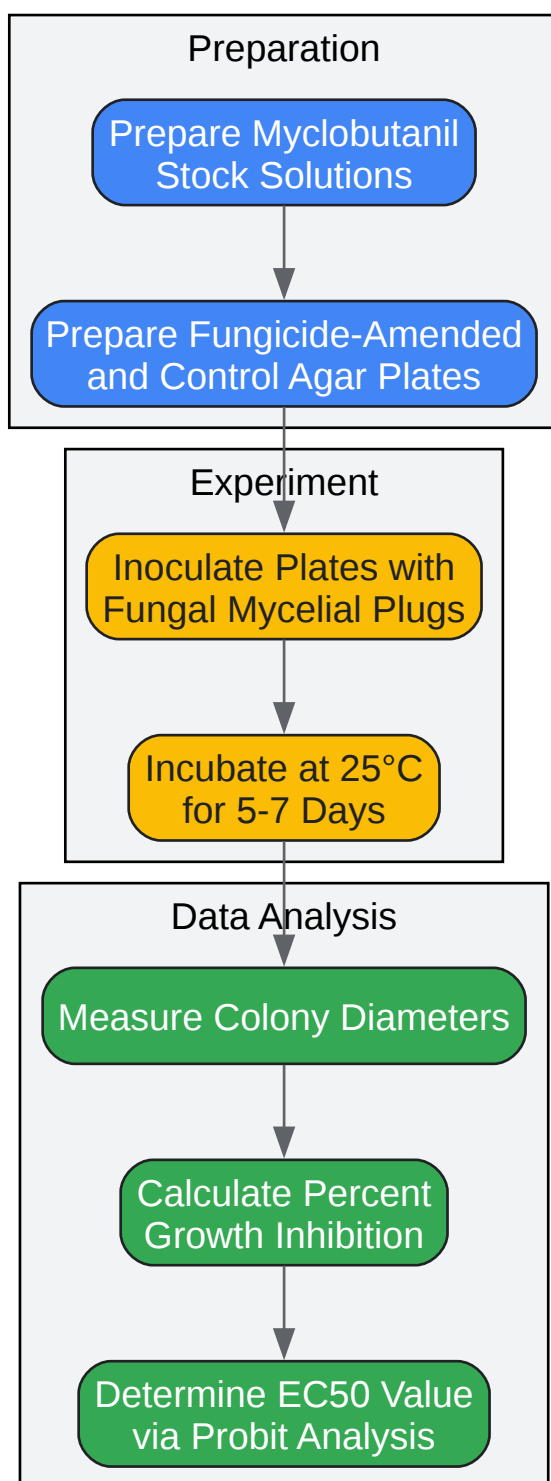 Preparation
Prepare Myclobutanil
Stock Solutions
Prepare Fungicide-Amended
and Control Agar Plates
Experiment
Inoculate Plates with
Fungal Mycelial Plugs
Incubate at 25°C
for 5-7 Days
Data Analysis
Measure Colony Diameters
Calculate Percent
Growth Inhibition
Determine EC50 Value
via Probit Analysis